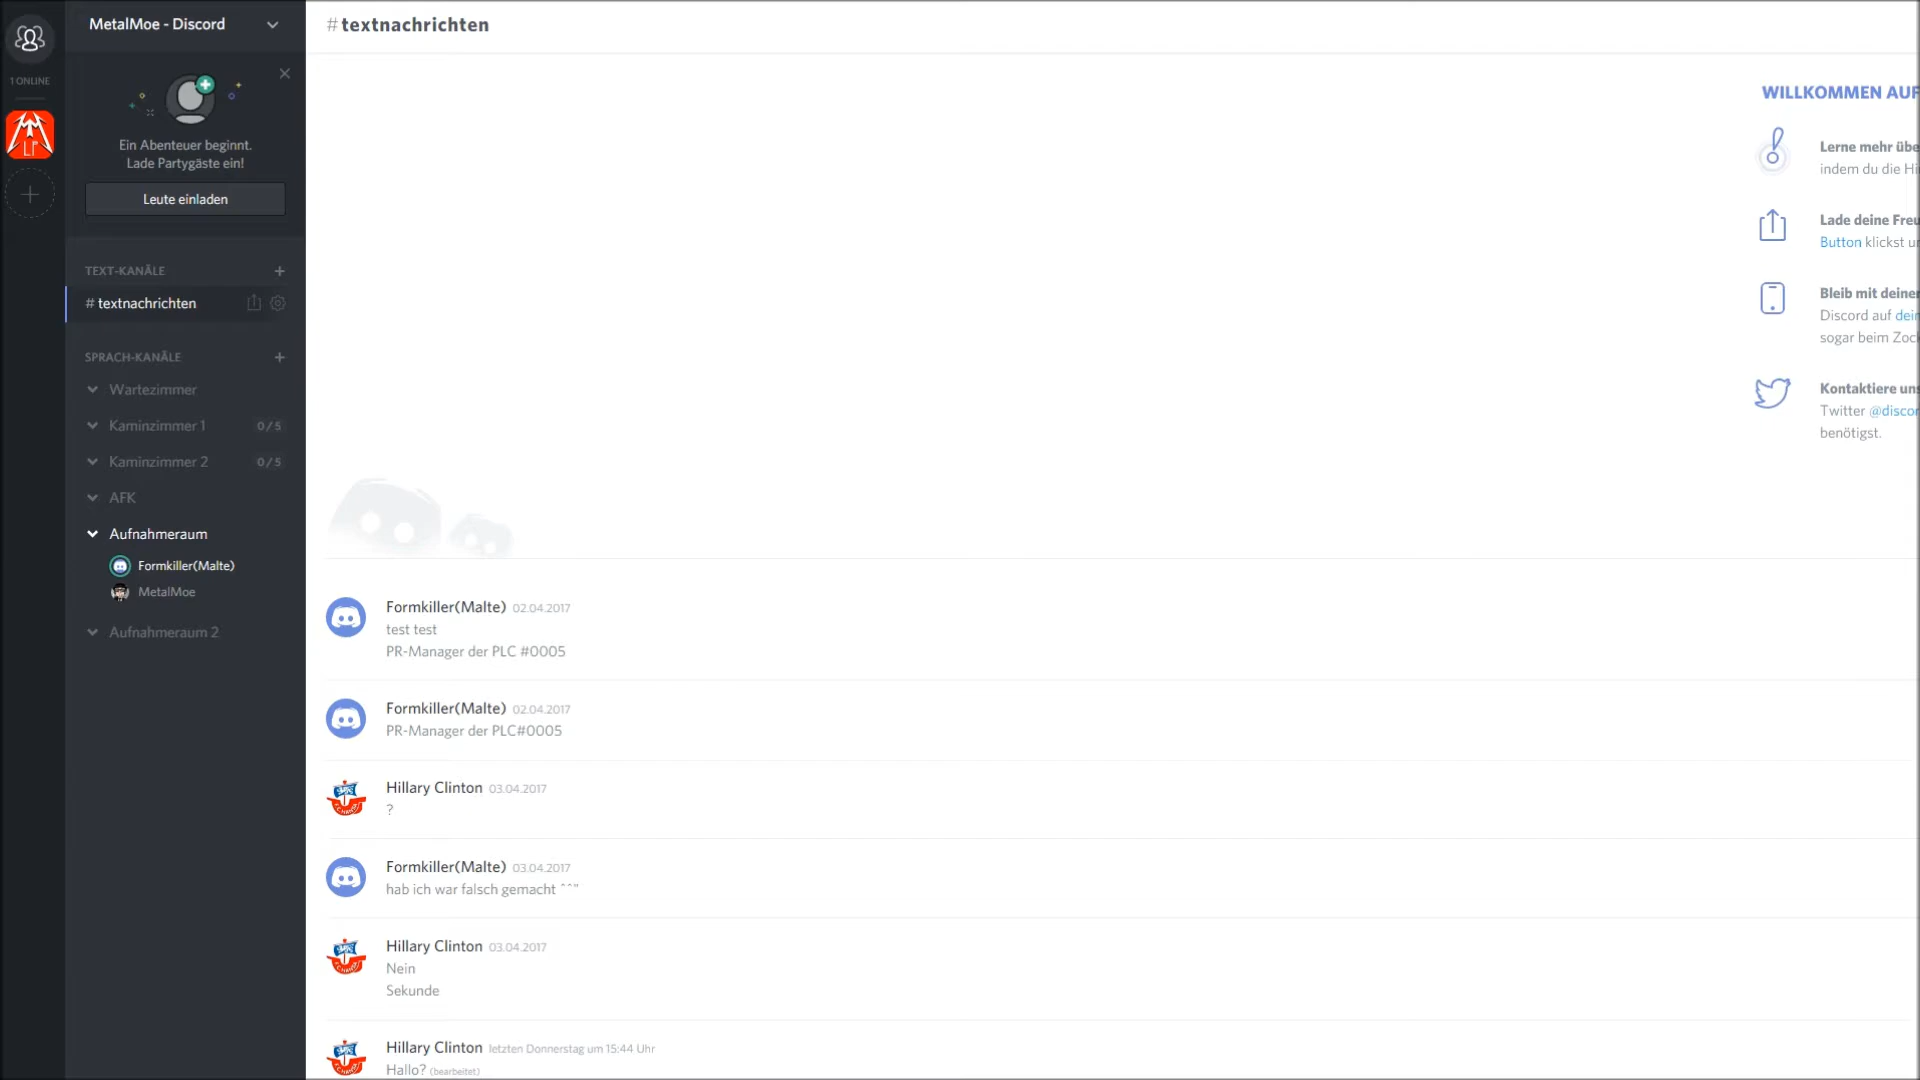 MetalMoe - Discord
1 ONLINE
Ein Abenteuer beginnt.
Lade Partygäste ein!
Leute einladen
TEXT-KANÄLE
# textnachrichten
SPRACH-KANÄLE
Wartezimmer
Kaminzimmer 1 0/5
Kaminzimmer 2 0/5
AFK
Aufnahmeraum
Formkiller(Malte)
MetalMoe
Aufnahmeraum 2
#textnachrichten
WILLKOMMEN AUF
Lerne mehr übe
indem du die Hi
Lade deine Freu
Button klickst u
Bleib mit deine
Discord auf dein
sogar beim Zock
Kontaktiere uns
Twitter @discor
benötigst.
Formkiller(Malte) 02.04.2017
test test
PR-Manager der PLC #0005
Formkiller(Malte) 02.04.2017
PR-Manager der PLC#0005
Hillary Clinton 03.04.2017
?
Formkiller(Malte) 03.04.2017
hab ich war falsch gemacht ^^"
Hillary Clinton 03.04.2017
Nein
Sekunde
Hillary Clinton letzten Donnerstag um 15:44 Uhr
Hallo? (bearbeitet)